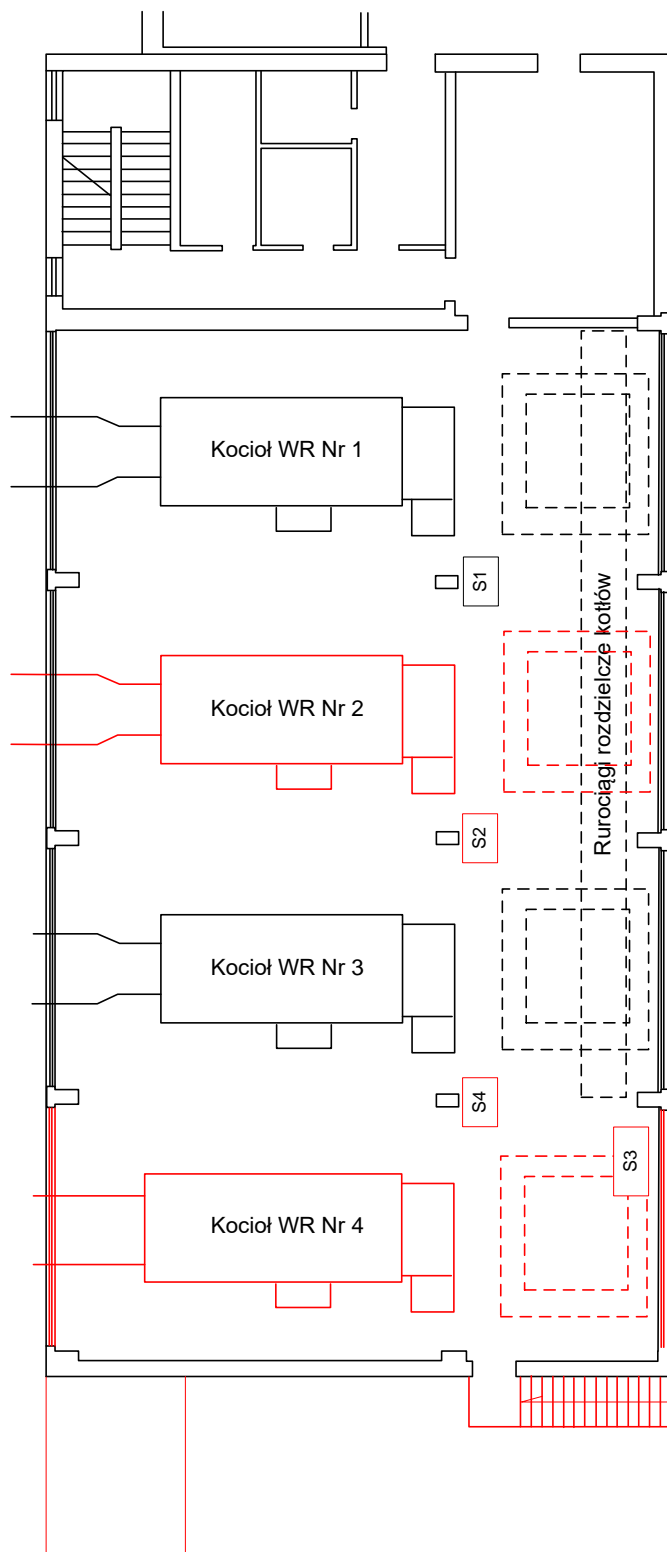 Kocioł WR Nr 1
S1
Kocioł WR Nr 2
Rurociągi rozdzielcze kotłów
S2
Kocioł WR Nr 3
S4
S3
Kocioł WR Nr 4